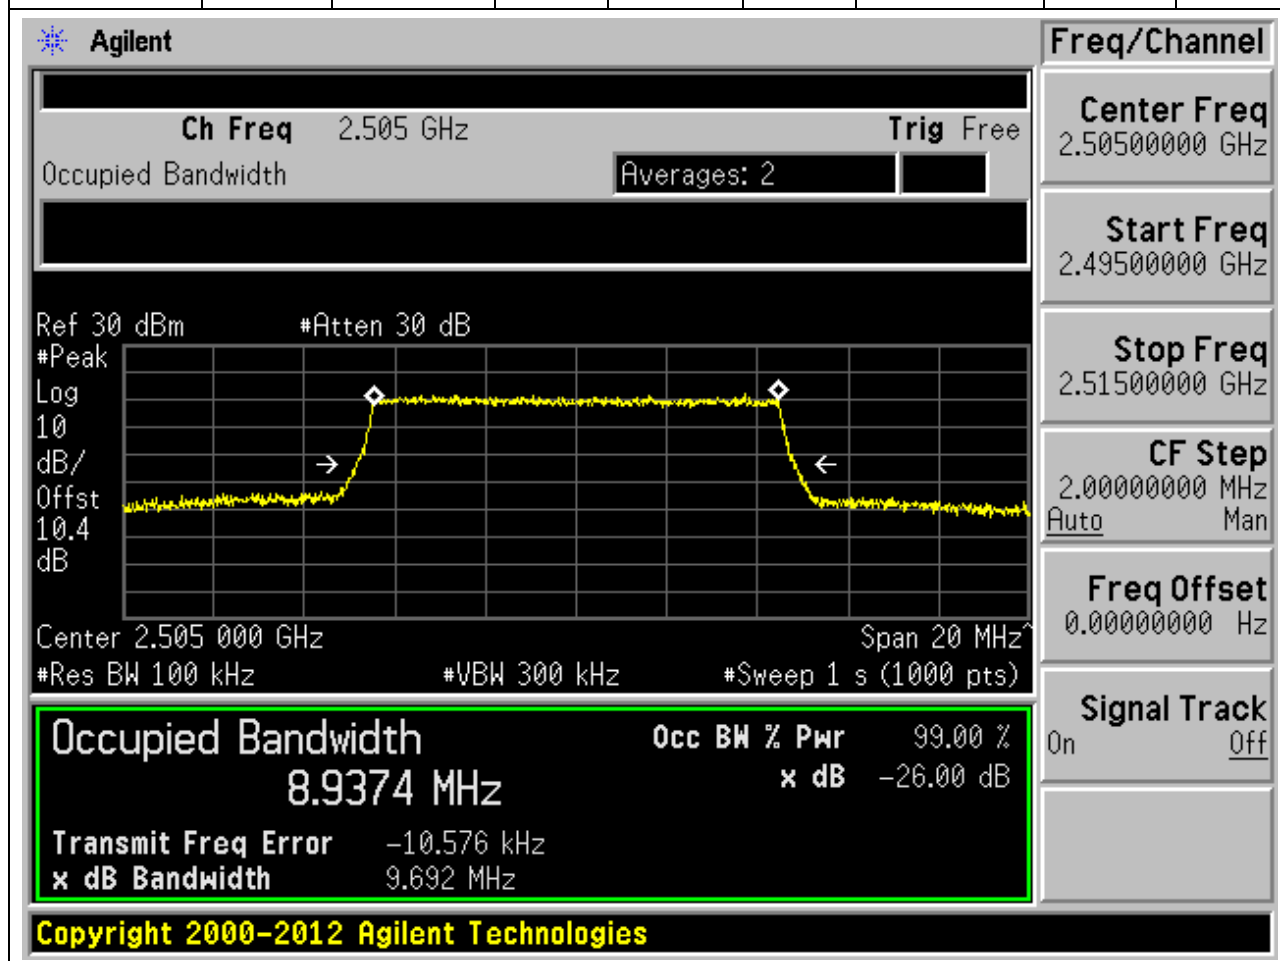 Agilent
Freq/Channel
Ch Freq 2.505 GHz Trig Free
Occupied Bandwidth Averages: 2
Center Freq
2.50500000 GHz
Start Freq
2.49500000 GHz
Stop Freq
2.51500000 GHz
CF Step
2.00000000 MHz
Auto Man
Freq Offset
0.00000000 Hz
Signal Track
On Off
Ref 30 dBm #Atten 30 dB
#Peak
Log
10
dB/
Offst
10.4
dB
Center 2.505 000 GHz Span 20 MHz^
#Res BW 100 kHz #VBW 300 kHz #Sweep 1 s (1000 pts)
Occupied Bandwidth Occ BW % Pwr 99.00 %
8.9374 MHz x dB -26.00 dB
Transmit Freq Error -10.576 kHz
x dB Bandwidth 9.692 MHz
Copyright 2000-2012 Agilent Technologies